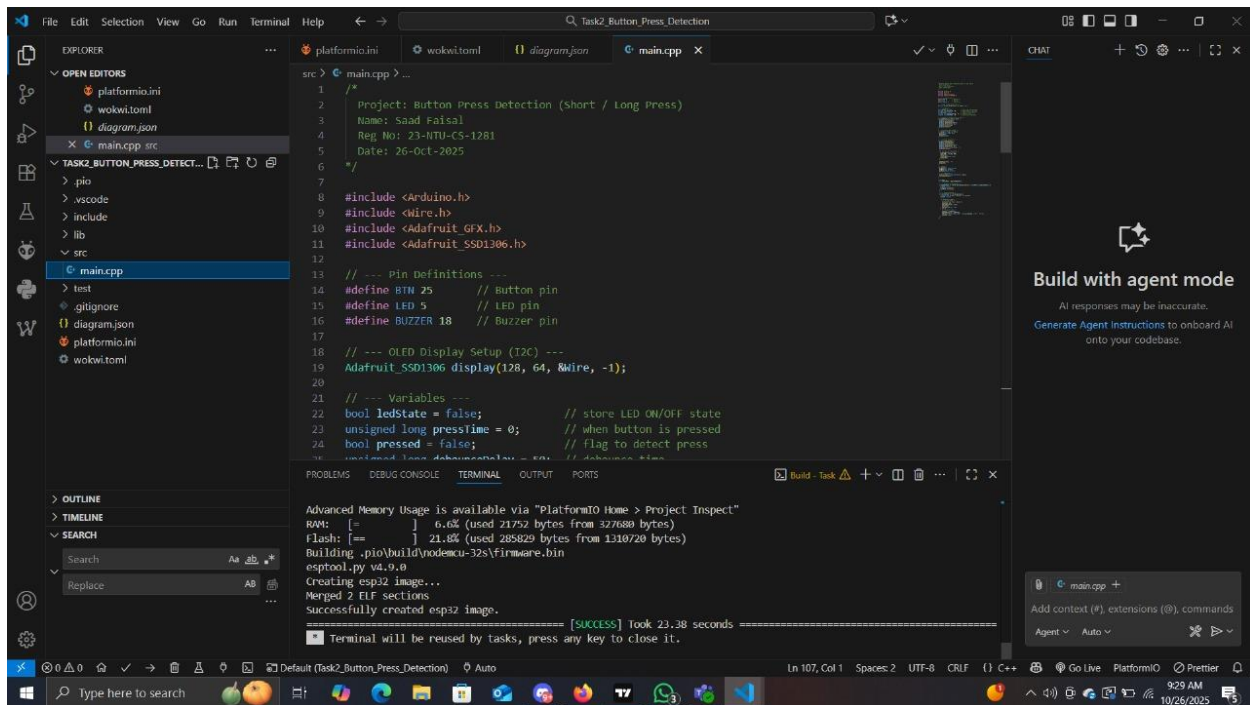 File Edit Selection View Go Run Terminal Help
Task2_Button_Press_Detection
EXPLORER
OPEN EDITORS
platformio.ini
wokwi.toml
{} diagram.json
main.cpp src
TASK2_BUTTON_PRESS_DETECT...
.pio
.vscode
include
lib
src
main.cpp
test
.gitignore
{} diagram.json
platformio.ini
wokwi.toml
OUTLINE
TIMELINE
SEARCH
Search Aa ab .*
Replace AB
platformio.ini wokwi.toml {} diagram.json main.cpp
src > main.cpp > ...
1 /*
2 Project: Button Press Detection (Short / Long Press)
3 Name: Saad Faisal
4 Reg No: 23-NTU-CS-1281
5 Date: 26-Oct-2025
6 */
7
8 #include <Arduino.h>
9 #include <Wire.h>
10 #include <Adafruit_GFX.h>
11 #include <Adafruit_SSD1306.h>
12
13 // --- Pin Definitions ---
14 #define BTN 25 // Button pin
15 #define LED 5 // LED pin
16 #define BUZZER 18 // Buzzer pin
17
18 // --- OLED Display Setup (I2C) ---
19 Adafruit_SSD1306 display(128, 64, &Wire, -1);
20
21 // --- Variables ---
22 bool ledState = false; // store LED ON/OFF state
23 unsigned long pressTime = 0; // when button is pressed
24 bool pressed = false; // flag to detect press
25 unsigned long debounceDelay = 50; // debounce time
PROBLEMS DEBUG CONSOLE TERMINAL OUTPUT PORTS
Build - Task
Advanced Memory Usage is available via "PlatformIO Home > Project Inspect"
RAM: [= ] 6.6% (used 21752 bytes from 327680 bytes)
Flash: [== ] 21.8% (used 285829 bytes from 1310720 bytes)
Building .pio\build\nodemcu-32s\firmware.bin
esptool.py v4.9.0
Creating esp32 image...
Merged 2 ELF sections
Successfully created esp32 image.
========================================== [SUCCESS] Took 23.38 seconds ==========================================
* Terminal will be reused by tasks, press any key to close it.
CHAT
Build with agent mode
AI responses may be inaccurate.
Generate Agent Instructions to onboard AI
onto your codebase.
main.cpp +
Add context (#), extensions (@), commands
Agent Auto
0 0 0 Default (Task2_Button_Press_Detection) Auto Ln 107, Col 1 Spaces: 2 UTF-8 CRLF {} C++ Go Live PlatformIO Prettier
Type here to search
3
9:29 AM
10/26/2025
5